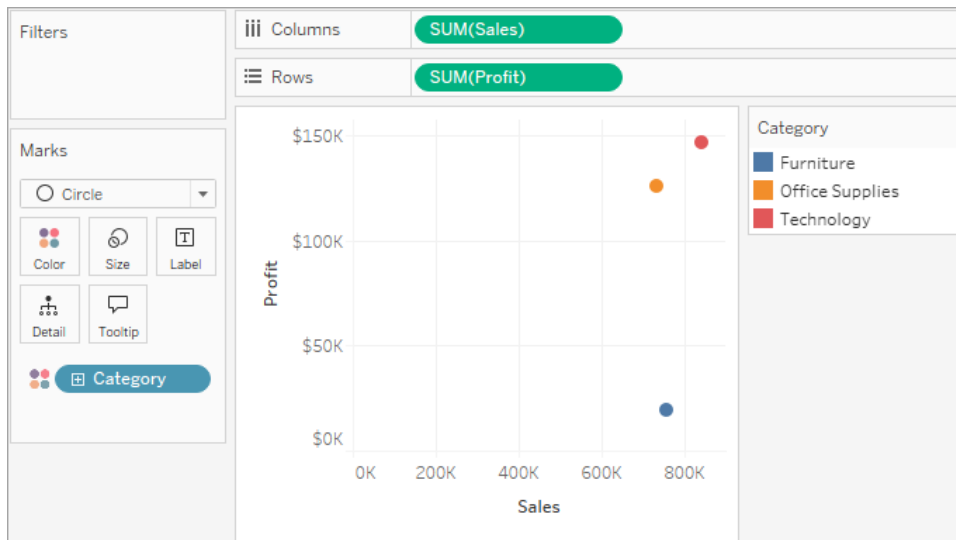 Filters
Columns
SUM(Sales)
Rows
SUM(Profit)
Marks
Circle
Color
Size
T
Label
Detail
Tooltip
Category
$150K
$100K
$50K
$0K
Profit
0K
200K
400K
600K
800K
Sales
Category
Furniture
Office Supplies
Technology